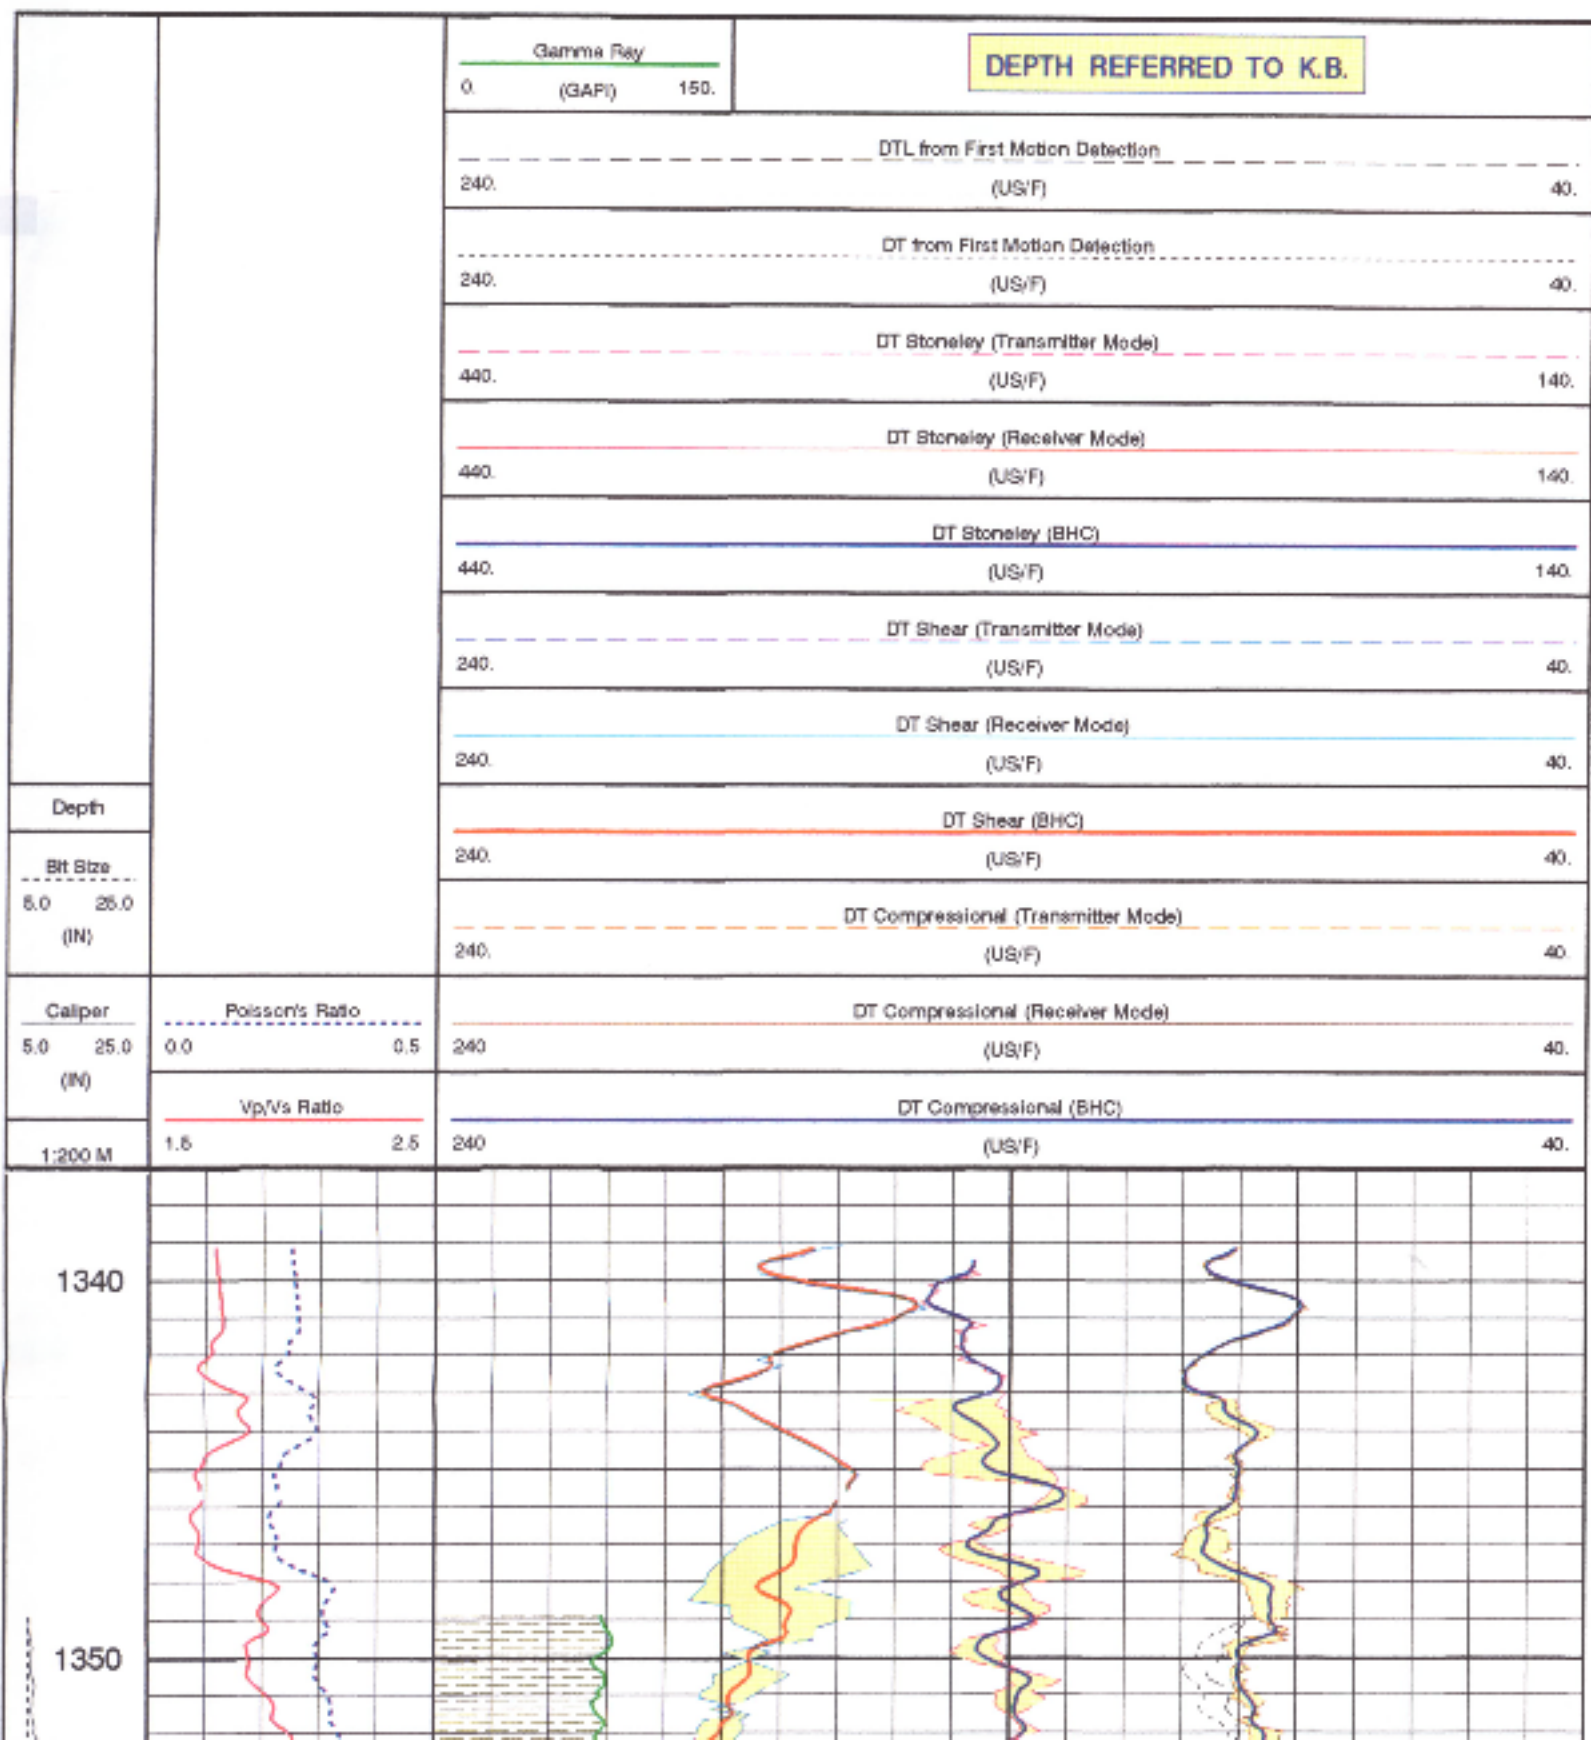 Gamma Ray
0. (GAPI) 150.
DEPTH REFERRED TO K.B.
DTL from First Motion Detection
240. (US/F) 40.
DT from First Motion Detection
240. (US/F) 40.
DT Stoneley (Transmitter Mode)
440. (US/F) 140.
DT Stoneley (Receiver Mode)
440. (US/F) 140.
DT Stoneley (BHC)
440. (US/F) 140.
DT Shear (Transmitter Mode)
240. (US/F) 40.
DT Shear (Receiver Mode)
240. (US/F) 40.
Depth
DT Shear (BHC)
240. (US/F) 40.
Bit Size
5.0 25.0
(IN)
DT Compressional (Transmitter Mode)
240. (US/F) 40.
Caliper
5.0 25.0
(IN)
Poisson's Ratio
0.0 0.5
DT Compressional (Receiver Mode)
240 (US/F) 40.
Vp/Vs Ratio
1.5 2.5
DT Compressional (BHC)
240 (US/F) 40.
1:200 M
1340
1350